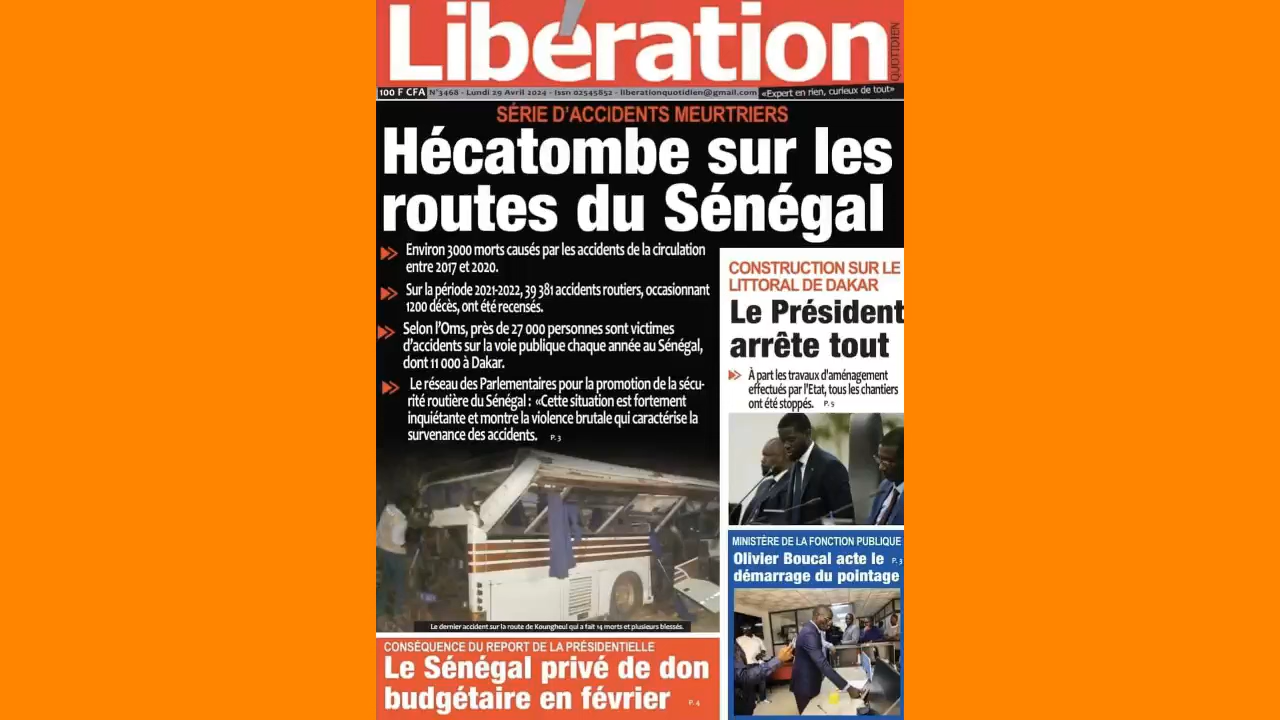 Libération
QUOTIDIEN
100 F CFA N°3468 - Lundi 29 Avril 2024 - Issn 02545852 - liberationquotidien@gmail.com «Expert en rien, curieux de tout»
SÉRIE D'ACCIDENTS MEURTRIERS
Hécatombe sur les
routes du Sénégal
Environ 3000 morts causés par les accidents de la circulation
entre 2017 et 2020.
Sur la période 2021-2022, 39 381 accidents routiers, occasionnant
1200 décès, ont été recensés.
Selon l'Oms, près de 27 000 personnes sont victimes
d'accidents sur la voie publique chaque année au Sénégal,
dont 11 000 à Dakar.
Le réseau des Parlementaires pour la promotion de la sécu-
rité routière du Sénégal : «Cette situation est fortement
inquiétante et montre la violence brutale qui caractérise la
survenance des accidents. P. 3
Le dernier accident sur la route de Koungheul qui a fait 14 morts et plusieurs blessés.
CONSTRUCTION SUR LE
LITTORAL DE DAKAR
Le Président
arrête tout
À part les travaux d'aménagement
effectués par l'Etat, tous les chantiers
ont été stoppés. P. 5
MINISTÈRE DE LA FONCTION PUBLIQUE
Olivier Boucal acte le P. 3
démarrage du pointage
CONSÉQUENCE DU REPORT DE LA PRÉSIDENTIELLE
Le Sénégal privé de don
budgétaire en février P. 4